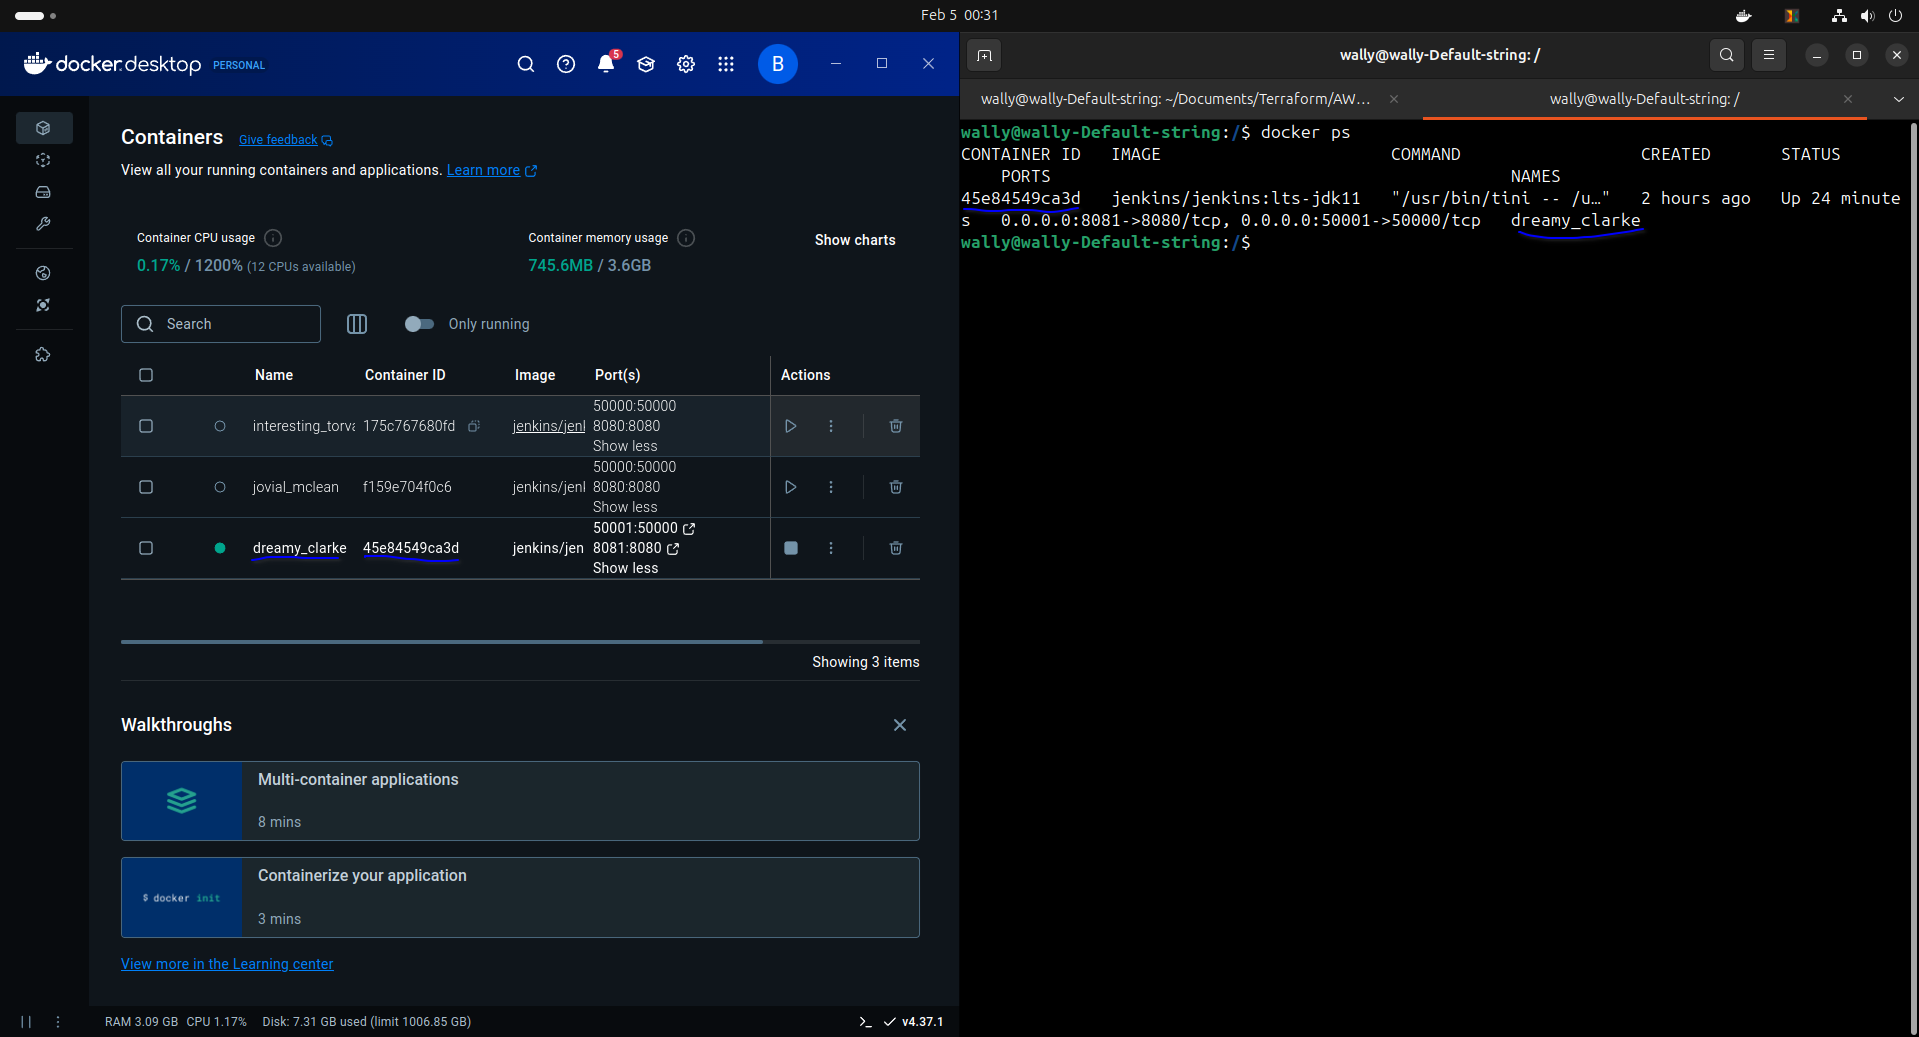 Feb 5 00:31
docker.desktop PERSONAL
5
B
Containers Give feedback
View all your running containers and applications. Learn more
Container CPU usage
0.17% / 1200% (12 CPUs available)
Container memory usage
745.6MB / 3.6GB
Show charts
Search
Only running
Name Container ID Image Port(s) Actions
interesting_torva 175c767680fd jenkins/jenl 50000:50000
8080:8080
Show less
jovial_mclean f159e704f0c6 jenkins/jenl 50000:50000
8080:8080
Show less
dreamy_clarke 45e84549ca3d jenkins/jen 50001:50000
8081:8080
Show less
Showing 3 items
Walkthroughs
Multi-container applications
8 mins
$ docker init
Containerize your application
3 mins
View more in the Learning center
RAM 3.09 GB CPU 1.17% Disk: 7.31 GB used (limit 1006.85 GB)
v4.37.1
wally@wally-Default-string: /
wally@wally-Default-string: ~/Documents/Terraform/AW...
wally@wally-Default-string: /
wally@wally-Default-string:/$ docker ps
CONTAINER ID IMAGE COMMAND CREATED STATUS
PORTS NAMES
45e84549ca3d jenkins/jenkins:lts-jdk11 "/usr/bin/tini -- /u…" 2 hours ago Up 24 minute
s 0.0.0.0:8081->8080/tcp, 0.0.0.0:50001->50000/tcp dreamy_clarke
wally@wally-Default-string:/$